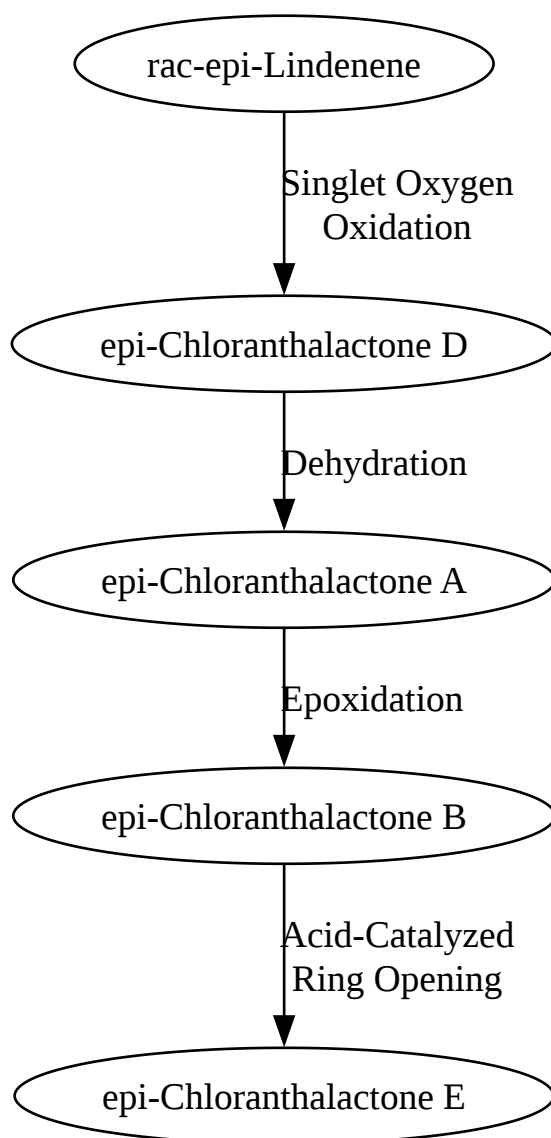 rac-epi-Lindenene
Singlet Oxygen
Oxidation
epi-Chloranthalactone D
Dehydration
epi-Chloranthalactone A
Epoxidation
epi-Chloranthalactone B
Acid-Catalyzed
Ring Opening
epi-Chloranthalactone E